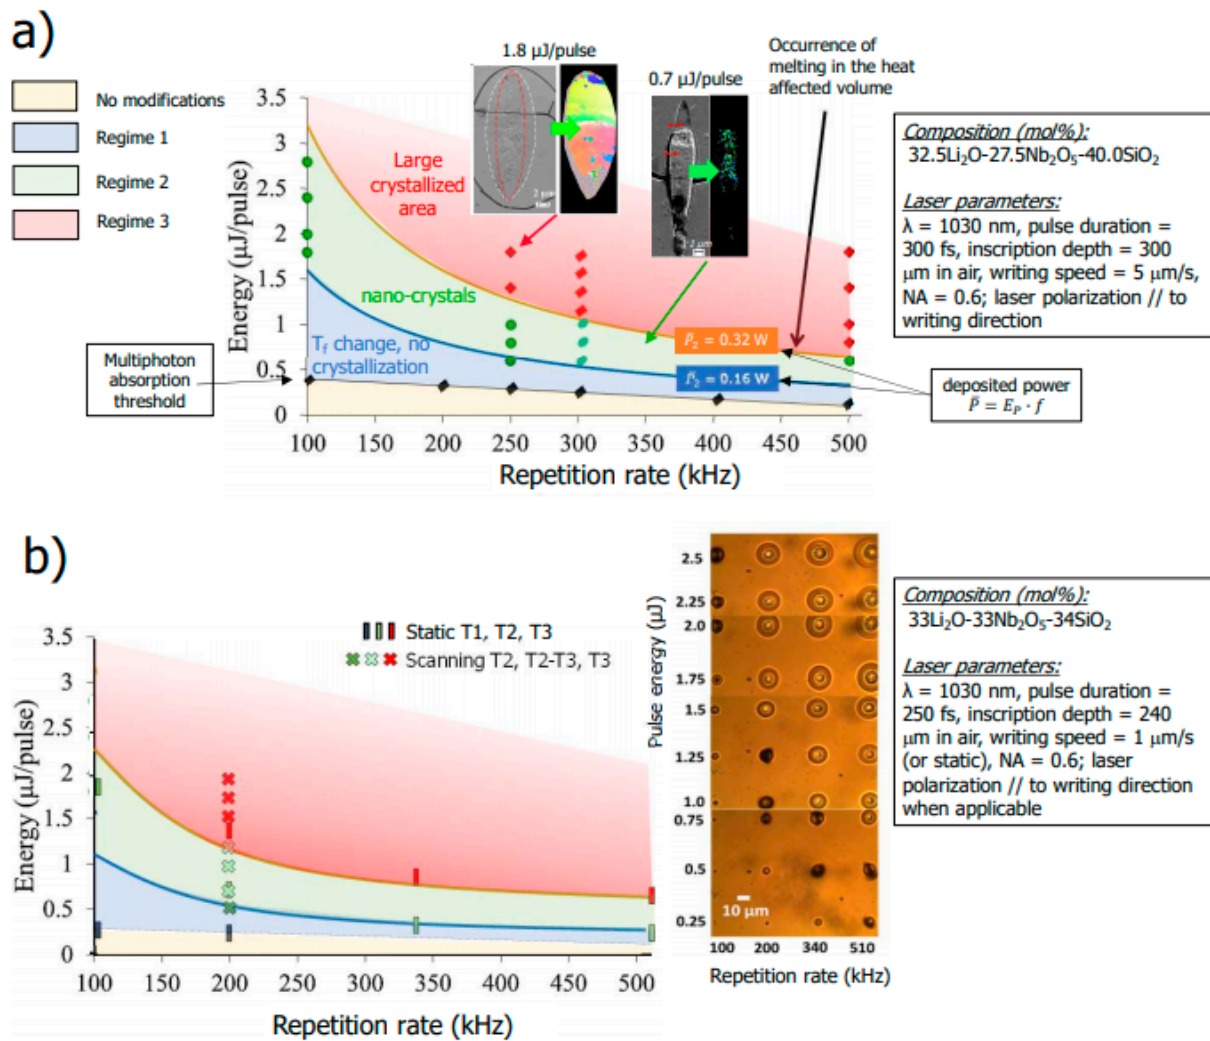 a)
No modifications
Regime 1
Regime 2
Regime 3
Multiphoton
absorption
threshold
Energy (μJ/pulse)
3.5
3
2.5
2
1.5
1
0.5
0
100
150
200
250
300
350
400
450
500
Repetition rate (kHz)
1.8 μJ/pulse
0.7 μJ/pulse
Occurrence of
melting in the heat
affected volume
Large
crystallized
area
nano-crystals
T_f change, no
crystallization
P̄₂ = 0.32 W
P̄₂ = 0.16 W
2 μm
1 μm
deposited power
P̄ = E_P · f
Composition (mol%):
32.5Li₂O-27.5Nb₂O₅-40.0SiO₂
Laser parameters:
λ = 1030 nm, pulse duration =
300 fs, inscription depth = 300
μm in air, writing speed = 5 μm/s,
NA = 0.6; laser polarization // to
writing direction
b)
Energy (μJ/pulse)
3.5
3
2.5
2
1.5
1
0.5
0
100
150
200
250
300
350
400
450
500
Repetition rate (kHz)
Static T1, T2, T3
Scanning T2, T2-T3, T3
Pulse energy (μJ)
2.5
2.25
2.0
1.75
1.5
1.25
1.0
0.75
0.5
0.25
10 μm
100
200
340
510
Repetition rate (kHz)
Composition (mol%):
33Li₂O-33Nb₂O₅-34SiO₂
Laser parameters:
λ = 1030 nm, pulse duration =
250 fs, inscription depth = 240
μm in air, writing speed = 1 μm/s
(or static), NA = 0.6; laser
polarization // to writing direction
when applicable